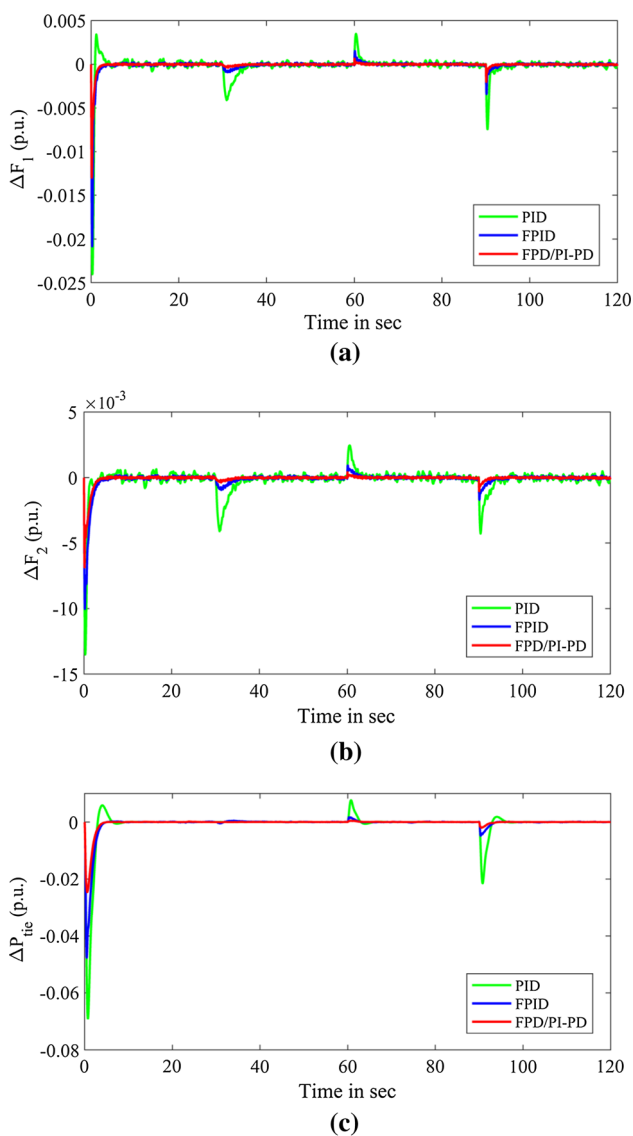 0.005
0
-0.005
-0.01
-0.015
-0.02
-0.025
ΔF1 (p.u.)
PID
FPID
FPD/PI-PD
0 20 40 60 80 100 120
Time in sec
(a)
×10-3
5
0
-5
-10
-15
ΔF2 (p.u.)
PID
FPID
FPD/PI-PD
0 20 40 60 80 100 120
Time in sec
(b)
0
-0.02
-0.04
-0.06
-0.08
ΔPtie (p.u.)
PID
FPID
FPD/PI-PD
0 20 40 60 80 100 120
Time in sec
(c)